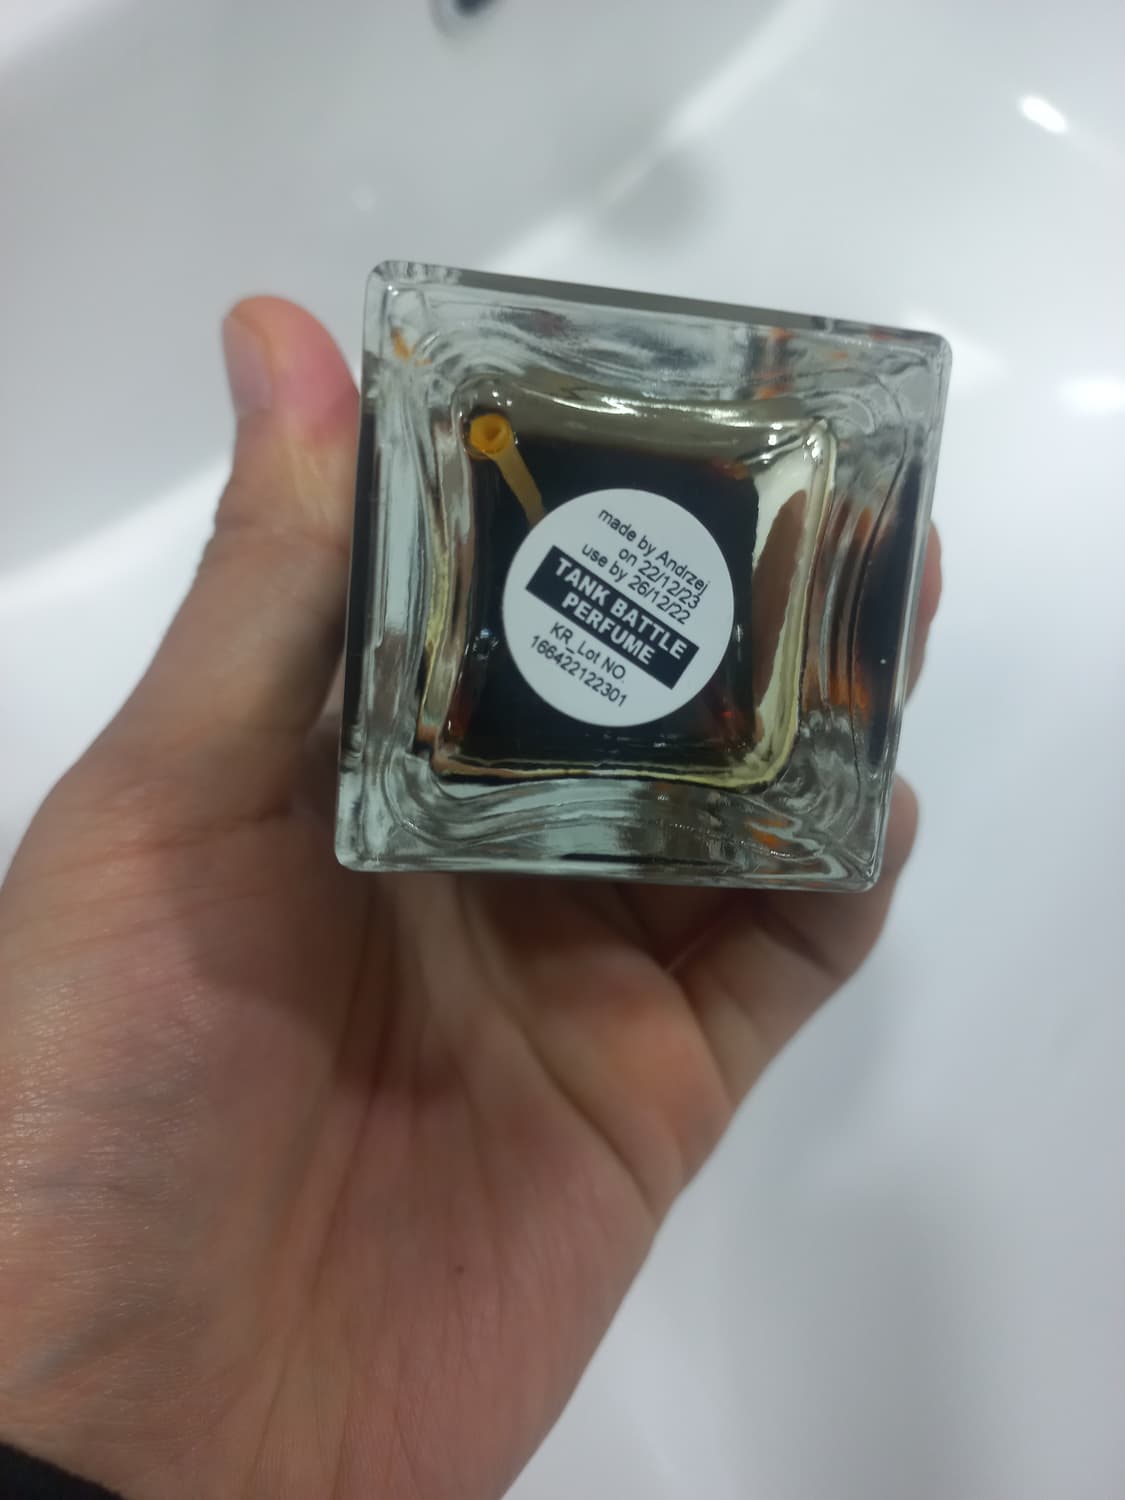 made by Andrzej
on 22/12/23
use by 26/12/22
TANK BATTLE
PERFUME
KR_Lot NO.
166422122301